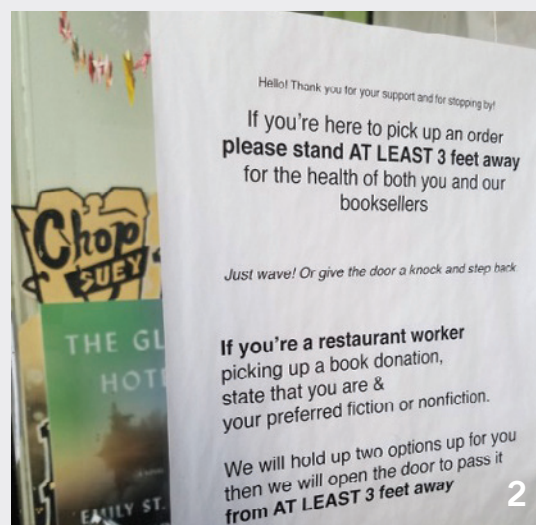 Hello! Thank you for your support and for stopping by!
If you're here to pick up an order
please stand AT LEAST 3 feet away
for the health of both you and our
booksellers
Just wave! Or give the door a knock and step back
If you're a restaurant worker
picking up a book donation,
state that you are &
your preferred fiction or nonfiction.
We will hold up two options up for you
then we will open the door to pass it
from AT LEAST 3 feet away
Chop
SUEY
THE GL
HOTE
EMILY ST.
2